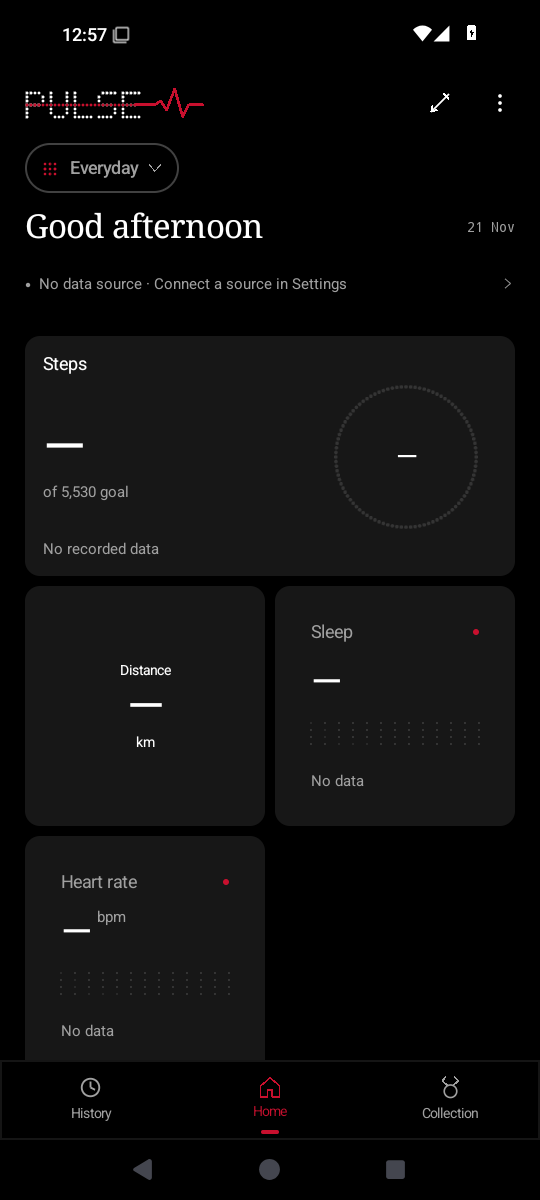 12:57
PULSE
Everyday
Good afternoon
21 Nov
• No data source · Connect a source in Settings
Steps
—
—
of 5,530 goal
No recorded data
Distance
—
km
Sleep
—
No data
Heart rate
— bpm
No data
History
Home
Collection